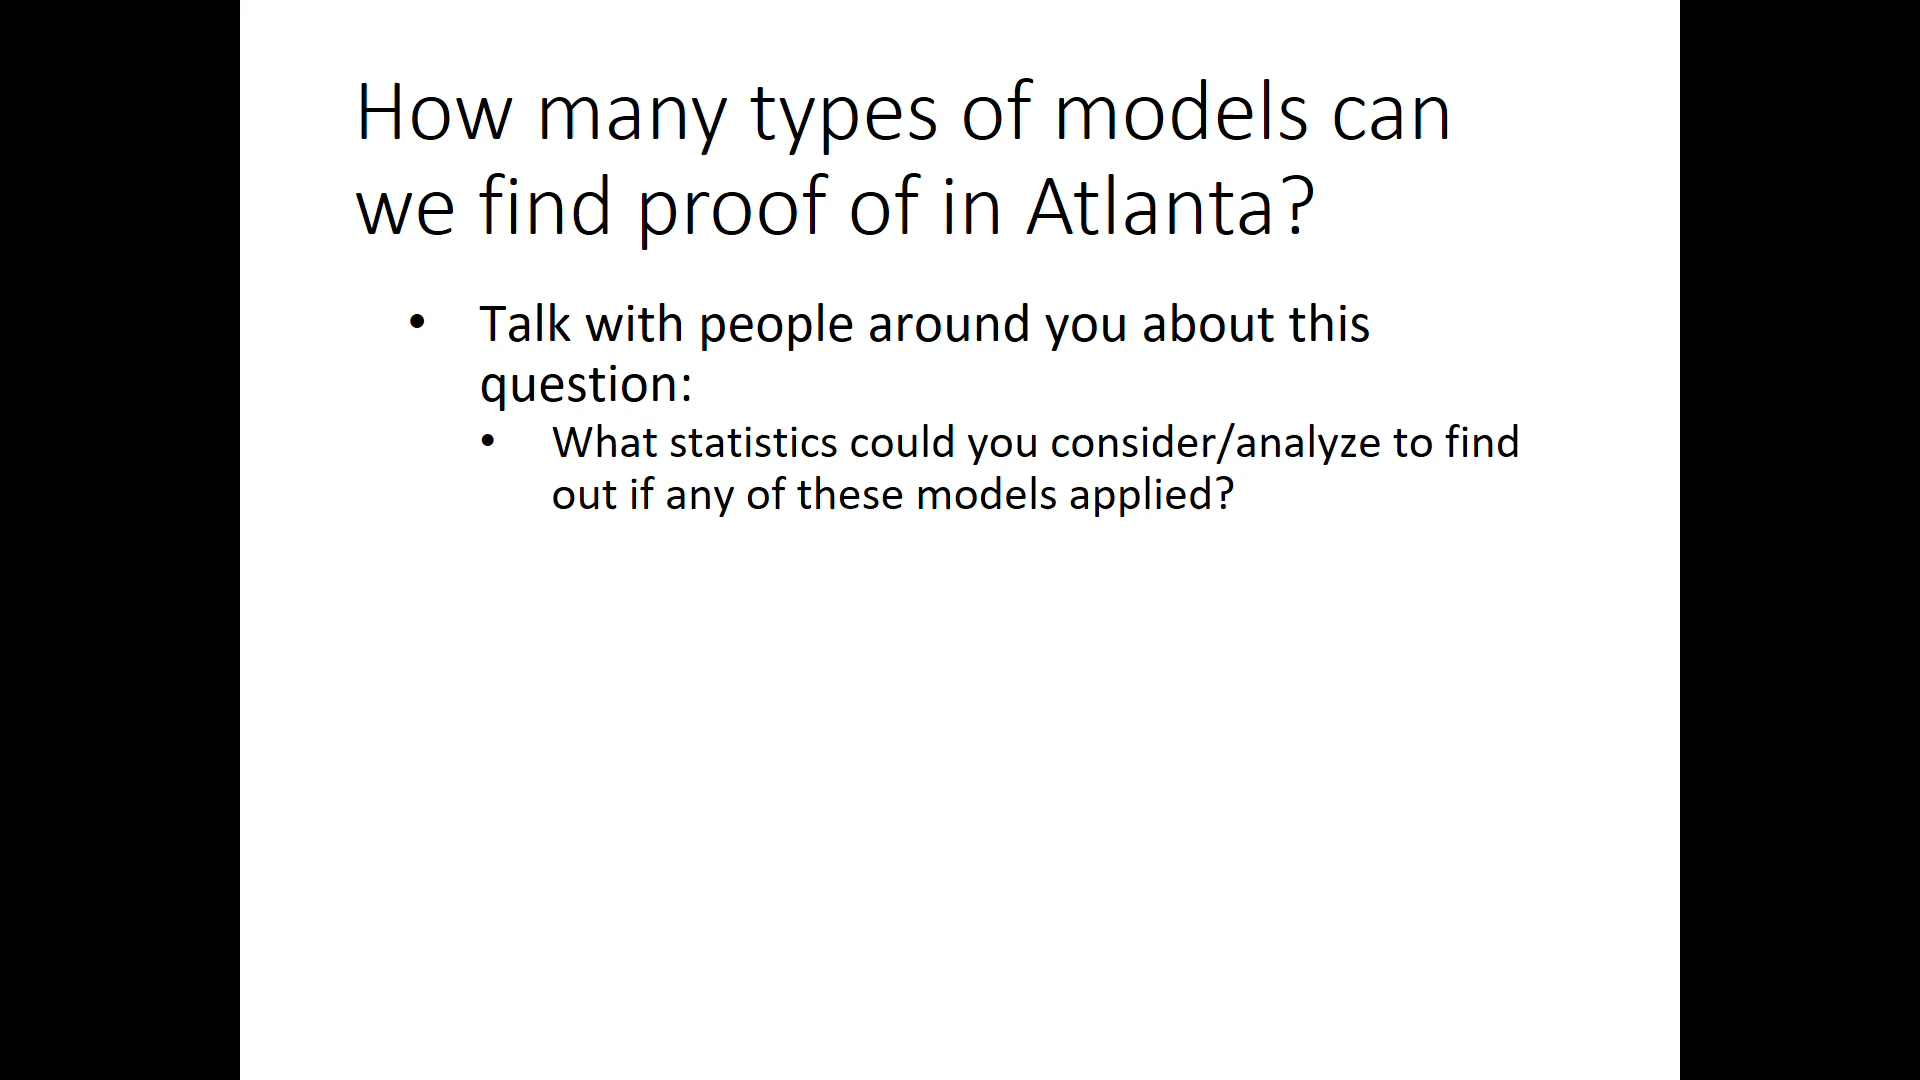 How many types of models can
we find proof of in Atlanta?
• Talk with people around you about this
question:
• What statistics could you consider/analyze to find
out if any of these models applied?